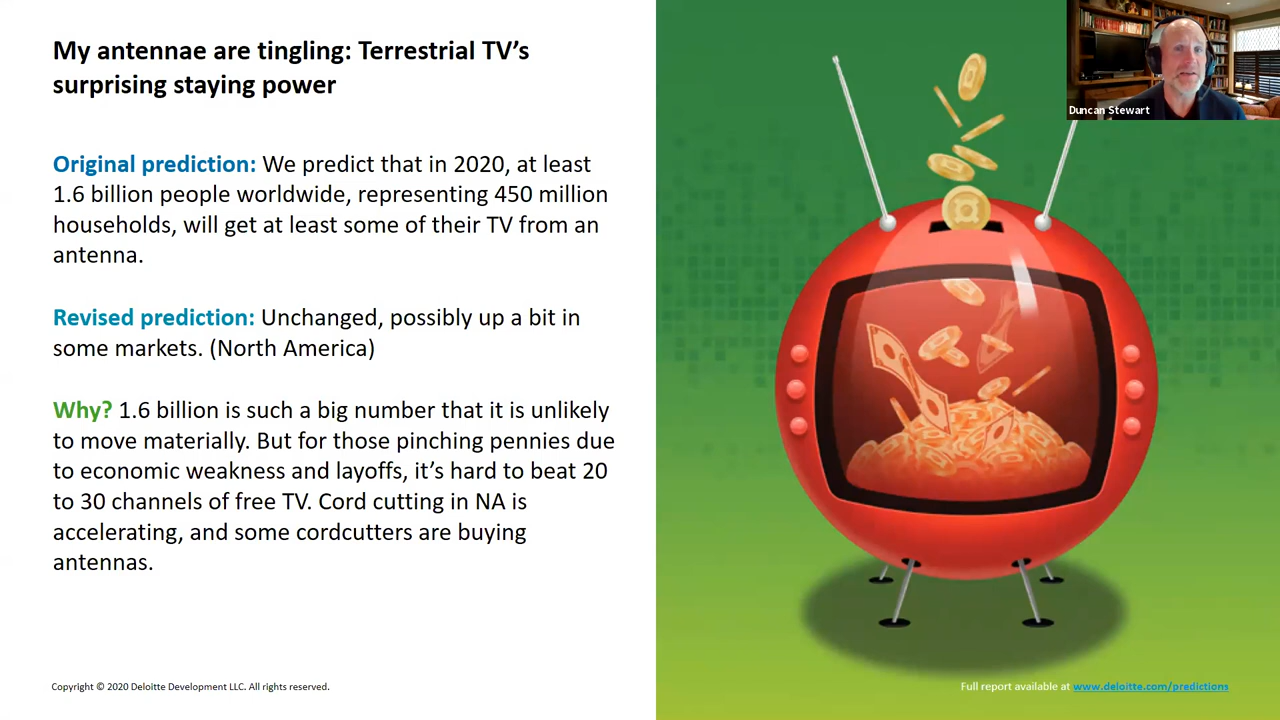 My antennae are tingling: Terrestrial TV’s
surprising staying power
Original prediction: We predict that in 2020, at least
1.6 billion people worldwide, representing 450 million
households, will get at least some of their TV from an
antenna.
Revised prediction: Unchanged, possibly up a bit in
some markets. (North America)
Why? 1.6 billion is such a big number that it is unlikely
to move materially. But for those pinching pennies due
to economic weakness and layoffs, it’s hard to beat 20
to 30 channels of free TV. Cord cutting in NA is
accelerating, and some cordcutters are buying
antennas.
Copyright © 2020 Deloitte Development LLC. All rights reserved.
Duncan Stewart
Full report available at www.deloitte.com/predictions